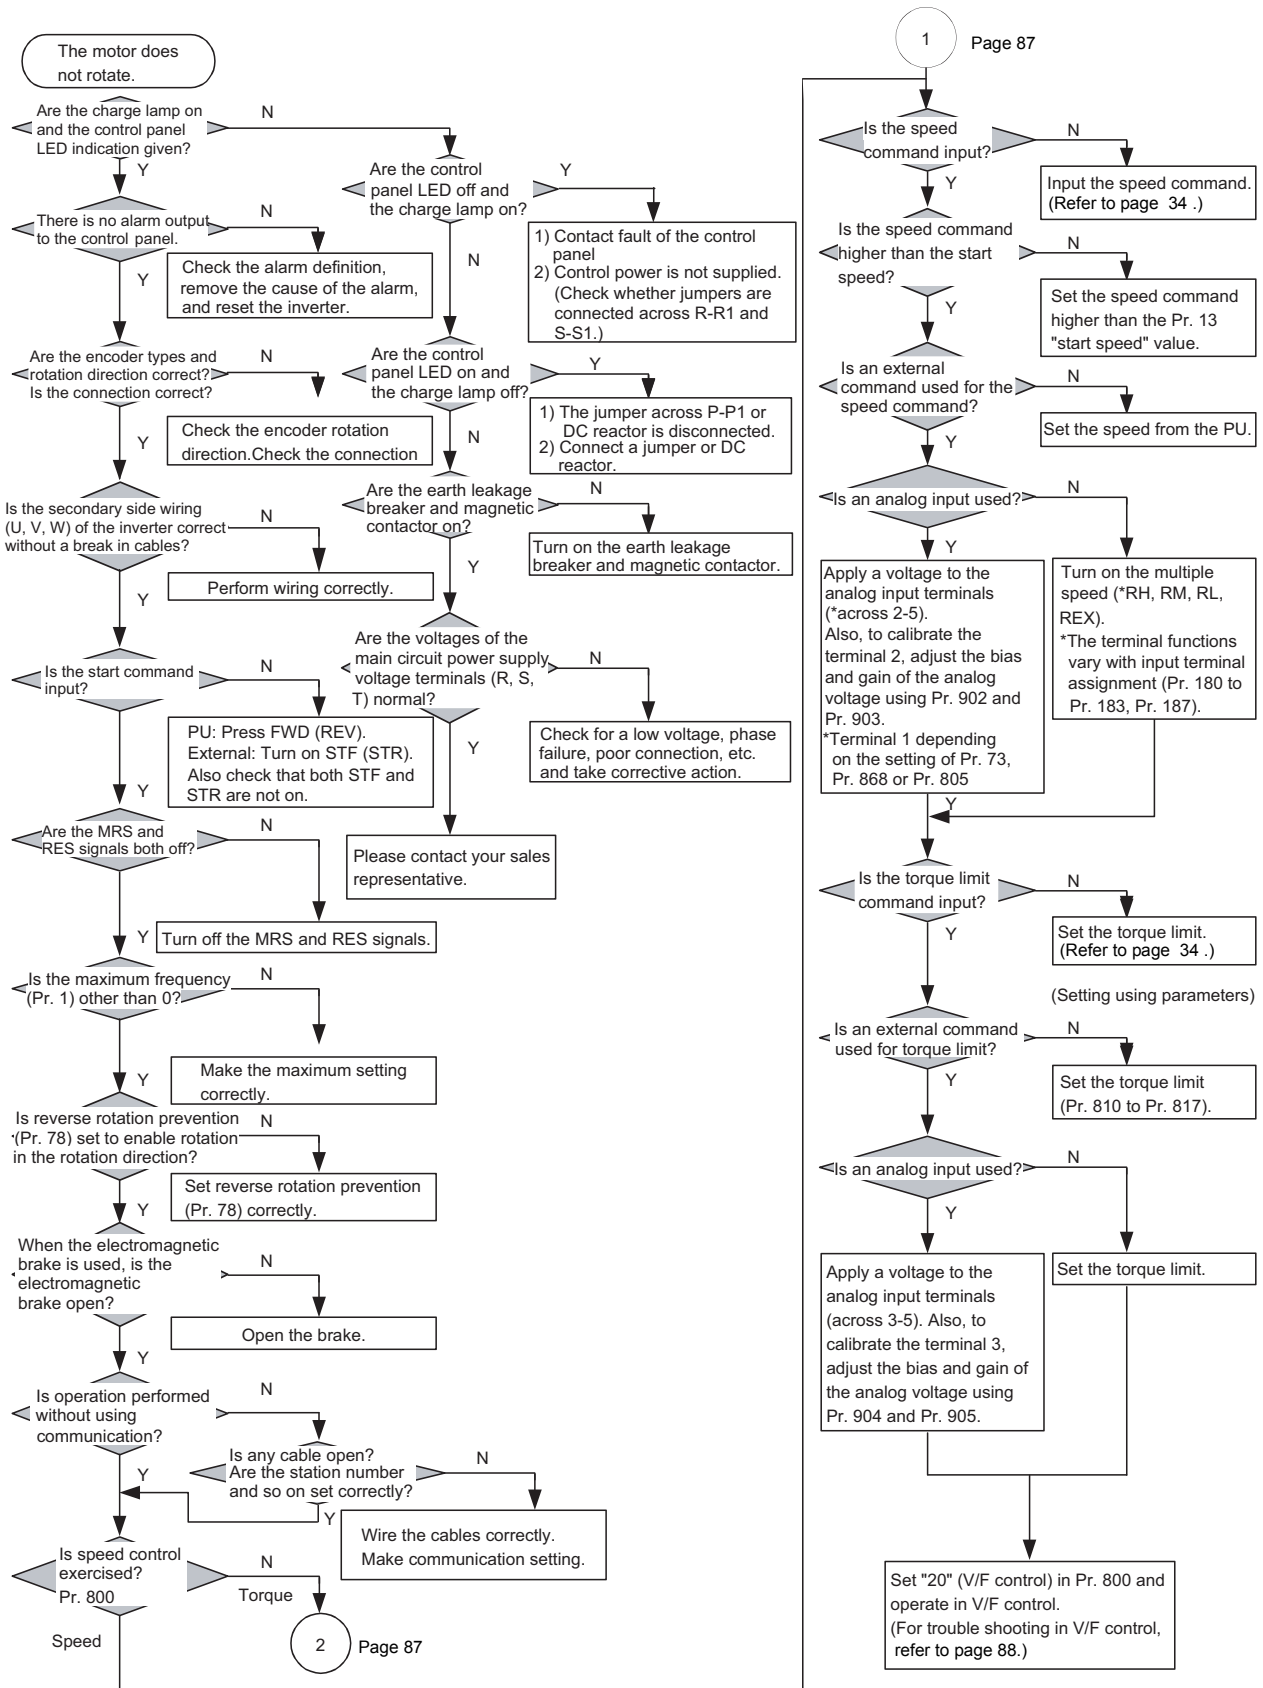 The motor does
not rotate.
Are the charge lamp on
and the control panel
LED indication given?
N
Y
There is no alarm output
to the control panel.
N
Y
Check the alarm definition,
remove the cause of the alarm,
and reset the inverter.
Are the encoder types and
rotation direction correct?
Is the connection correct?
N
Y
Check the encoder rotation
direction.Check the connection
Is the secondary side wiring
(U, V, W) of the inverter correct
without a break in cables?
N
Y
Perform wiring correctly.
Is the start command
input?
N
Y
PU: Press FWD (REV).
External: Turn on STF (STR).
Also check that both STF and
STR are not on.
Are the MRS and
RES signals both off?
N
Y
Turn off the MRS and RES signals.
Is the maximum frequency
(Pr. 1) other than 0?
N
Y
Make the maximum setting
correctly.
Is reverse rotation prevention
(Pr. 78) set to enable rotation
in the rotation direction?
N
Y
Set reverse rotation prevention
(Pr. 78) correctly.
When the electromagnetic
brake is used, is the
electromagnetic
brake open?
N
Y
Open the brake.
Is operation performed
without using
communication?
N
Y
Is any cable open?
Are the station number
and so on set correctly?
N
Y
Wire the cables correctly.
Make communication setting.
Is speed control
exercised?
Pr. 800
N
Torque
Speed
2
Page 87
Are the control
panel LED off and
the charge lamp on?
Y
N
1) Contact fault of the control
panel
2) Control power is not supplied.
(Check whether jumpers are
connected across R-R1 and
S-S1.)
Are the control
panel LED on and
the charge lamp off?
Y
N
1) The jumper across P-P1 or
DC reactor is disconnected.
2) Connect a jumper or DC
reactor.
Are the earth leakage
breaker and magnetic
contactor on?
N
Y
Turn on the earth leakage
breaker and magnetic contactor.
Are the voltages of the
main circuit power supply
voltage terminals (R, S,
T) normal?
N
Y
Check for a low voltage, phase
failure, poor connection, etc.
and take corrective action.
Please contact your sales
representative.
1
Page 87
Is the speed
command input?
N
Y
Input the speed command.
(Refer to page 34 .)
Is the speed command
higher than the start
speed?
N
Y
Set the speed command
higher than the Pr. 13
"start speed" value.
Is an external
command used for the
speed command?
N
Y
Set the speed from the PU.
Is an analog input used?
N
Y
Apply a voltage to the
analog input terminals
(*across 2-5).
Also, to calibrate the
terminal 2, adjust the bias
and gain of the analog
voltage using Pr. 902 and
Pr. 903.
*Terminal 1 depending
on the setting of Pr. 73,
Pr. 868 or Pr. 805
Turn on the multiple
speed (*RH, RM, RL,
REX).
*The terminal functions
vary with input terminal
assignment (Pr. 180 to
Pr. 183, Pr. 187).
Y
Is the torque limit
command input?
N
Y
Set the torque limit.
(Refer to page 34 .)
(Setting using parameters)
Is an external command
used for torque limit?
N
Y
Set the torque limit
(Pr. 810 to Pr. 817).
Is an analog input used?
N
Y
Apply a voltage to the
analog input terminals
(across 3-5). Also, to
calibrate the terminal 3,
adjust the bias and gain of
the analog voltage using
Pr. 904 and Pr. 905.
Set the torque limit.
Set "20" (V/F control) in Pr. 800 and
operate in V/F control.
(For trouble shooting in V/F control,
refer to page 88.)